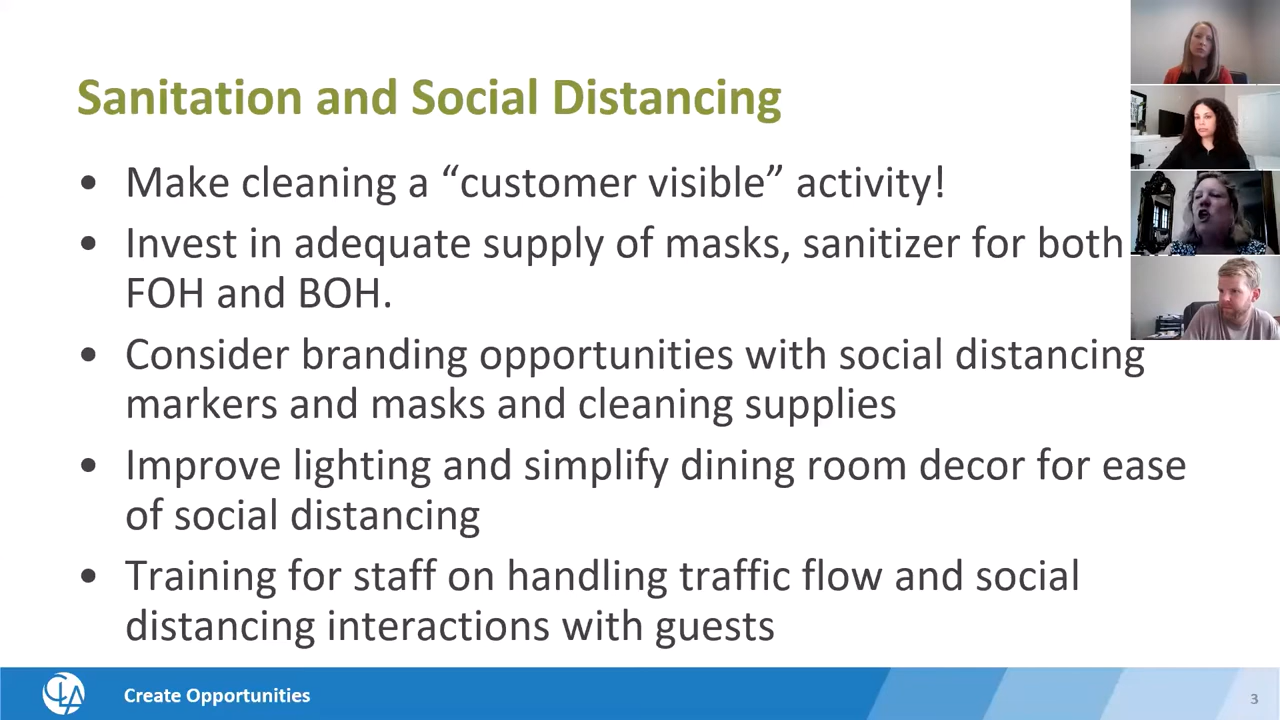 Sanitation and Social Distancing
• Make cleaning a “customer visible” activity!
• Invest in adequate supply of masks, sanitizer for both
FOH and BOH.
• Consider branding opportunities with social distancing
markers and masks and cleaning supplies
• Improve lighting and simplify dining room decor for ease
of social distancing
• Training for staff on handling traffic flow and social
distancing interactions with guests
CLA
Create Opportunities
3